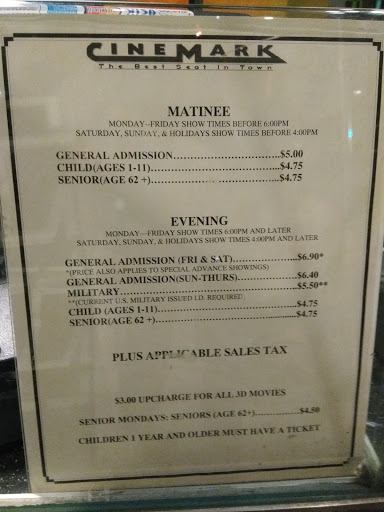 CINEMARK
The Best Seat In Town
MATINEE
MONDAY--FRIDAY SHOW TIMES BEFORE 6:00PM
SATURDAY, SUNDAY, & HOLIDAYS SHOW TIMES BEFORE 4:00PM
GENERAL ADMISSION……………………………..$5.00
CHILD(AGES 1-11)…………………………………...$4.75
SENIOR(AGE 62 +)…………………………………..$4.75
EVENING
MONDAY—FRIDAY SHOW TIMES 6:00PM AND LATER
SATURDAY, SUNDAY, & HOLIDAYS SHOW TIMES 4:00PM AND LATER
GENERAL ADMISSION (FRI & SAT)………………...$6.90*
*(PRICE ALSO APPLIES TO SPECIAL ADVANCE SHOWINGS)
GENERAL ADMISSION(SUN-THURS)………………$6.40
MILITARY…………………………………………….$5.50**
**(CURRENT U.S. MILITARY ISSUED I.D. REQUIRED
CHILD (AGES 1-11)……………………………………$4.75
SENIOR(AGE 62 +)……………………………………$4.75
PLUS APPLICABLE SALES TAX
$3.00 UPCHARGE FOR ALL 3D MOVIES
SENIOR MONDAYS: SENIORS (AGE 62+)…………..$4.50
CHILDREN 1 YEAR AND OLDER MUST HAVE A TICKET